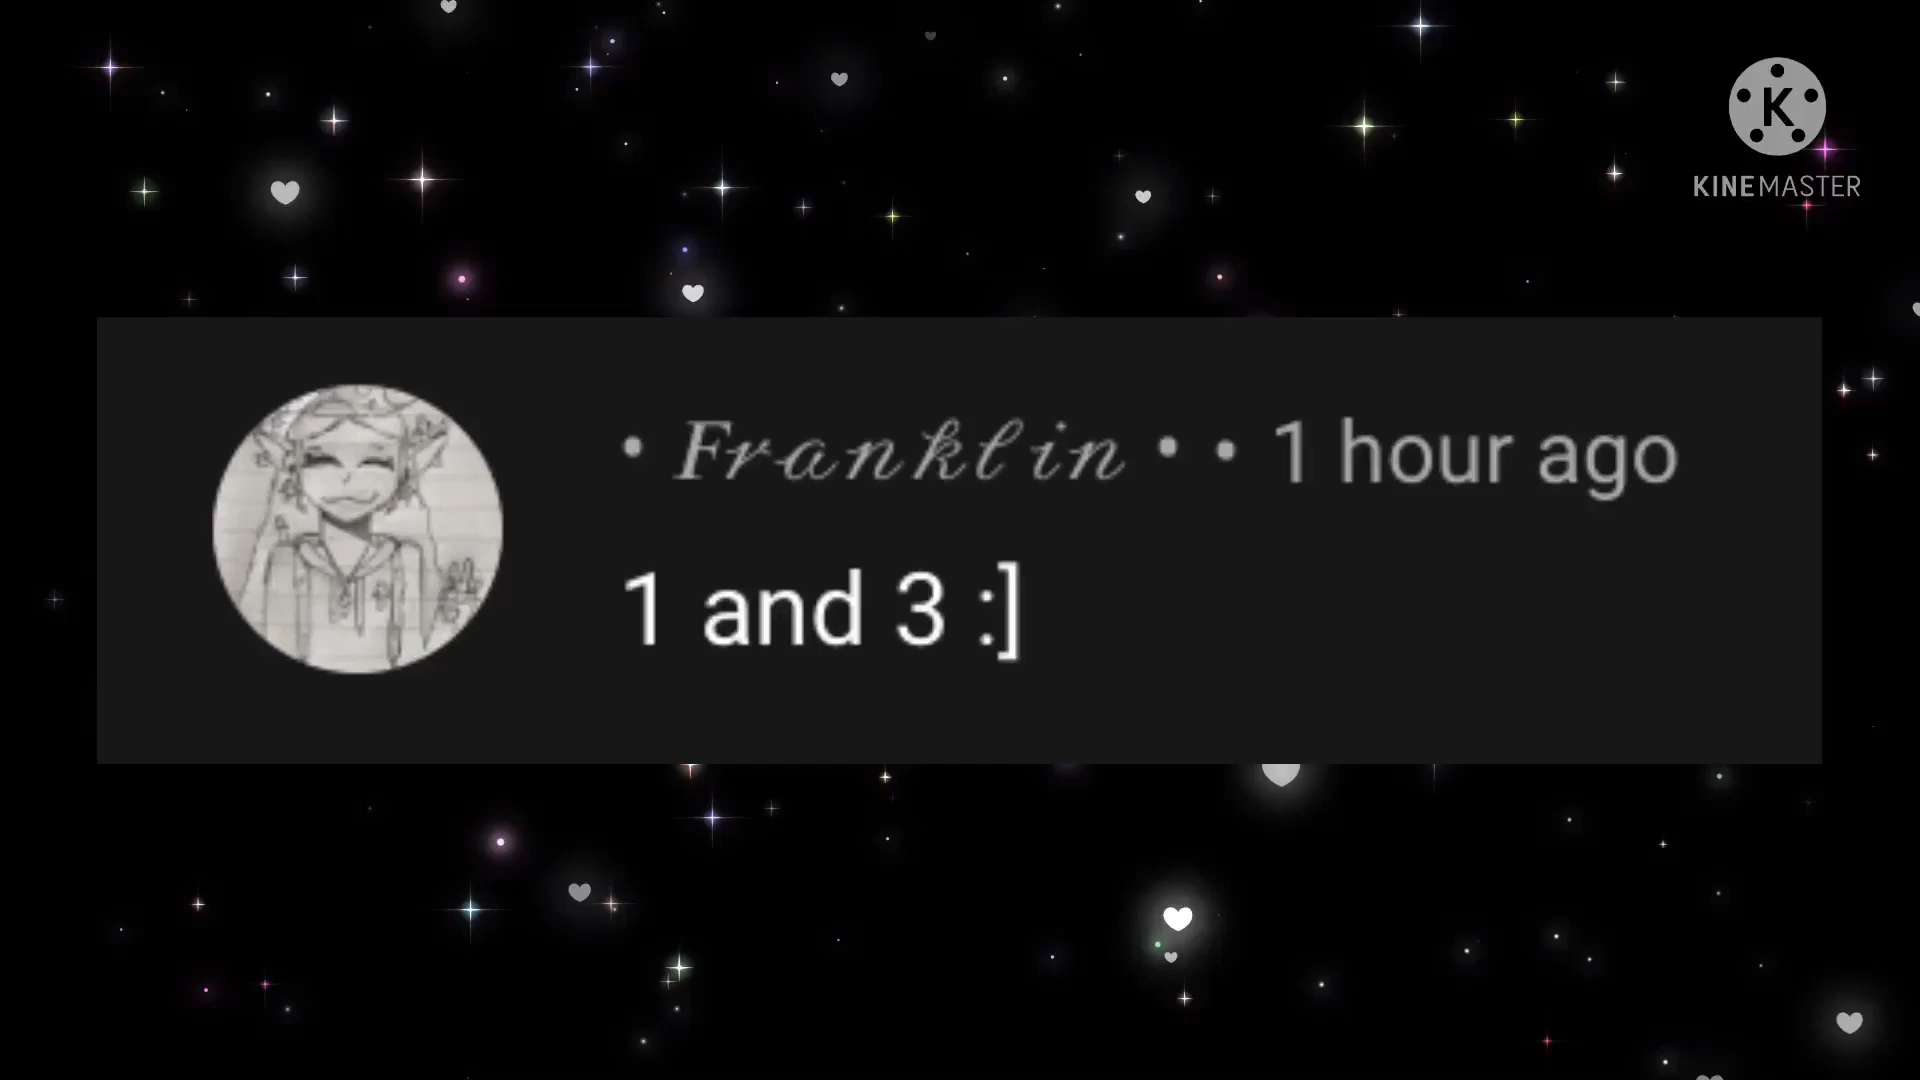 K
KINEMASTER
• 𝓕𝓻𝓪𝓷𝓴𝓵𝓲𝓷 • • 1 hour ago
1 and 3 :]